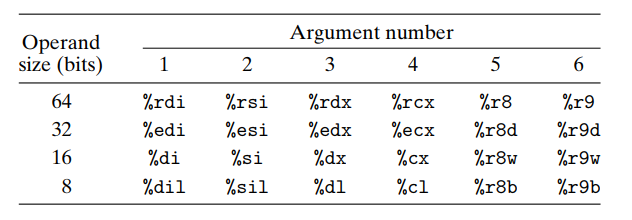 Argument number
Operand
size (bits) 1 2 3 4 5 6
64 %rdi %rsi %rdx %rcx %r8 %r9
32 %edi %esi %edx %ecx %r8d %r9d
16 %di %si %dx %cx %r8w %r9w
8 %dil %sil %dl %cl %r8b %r9b